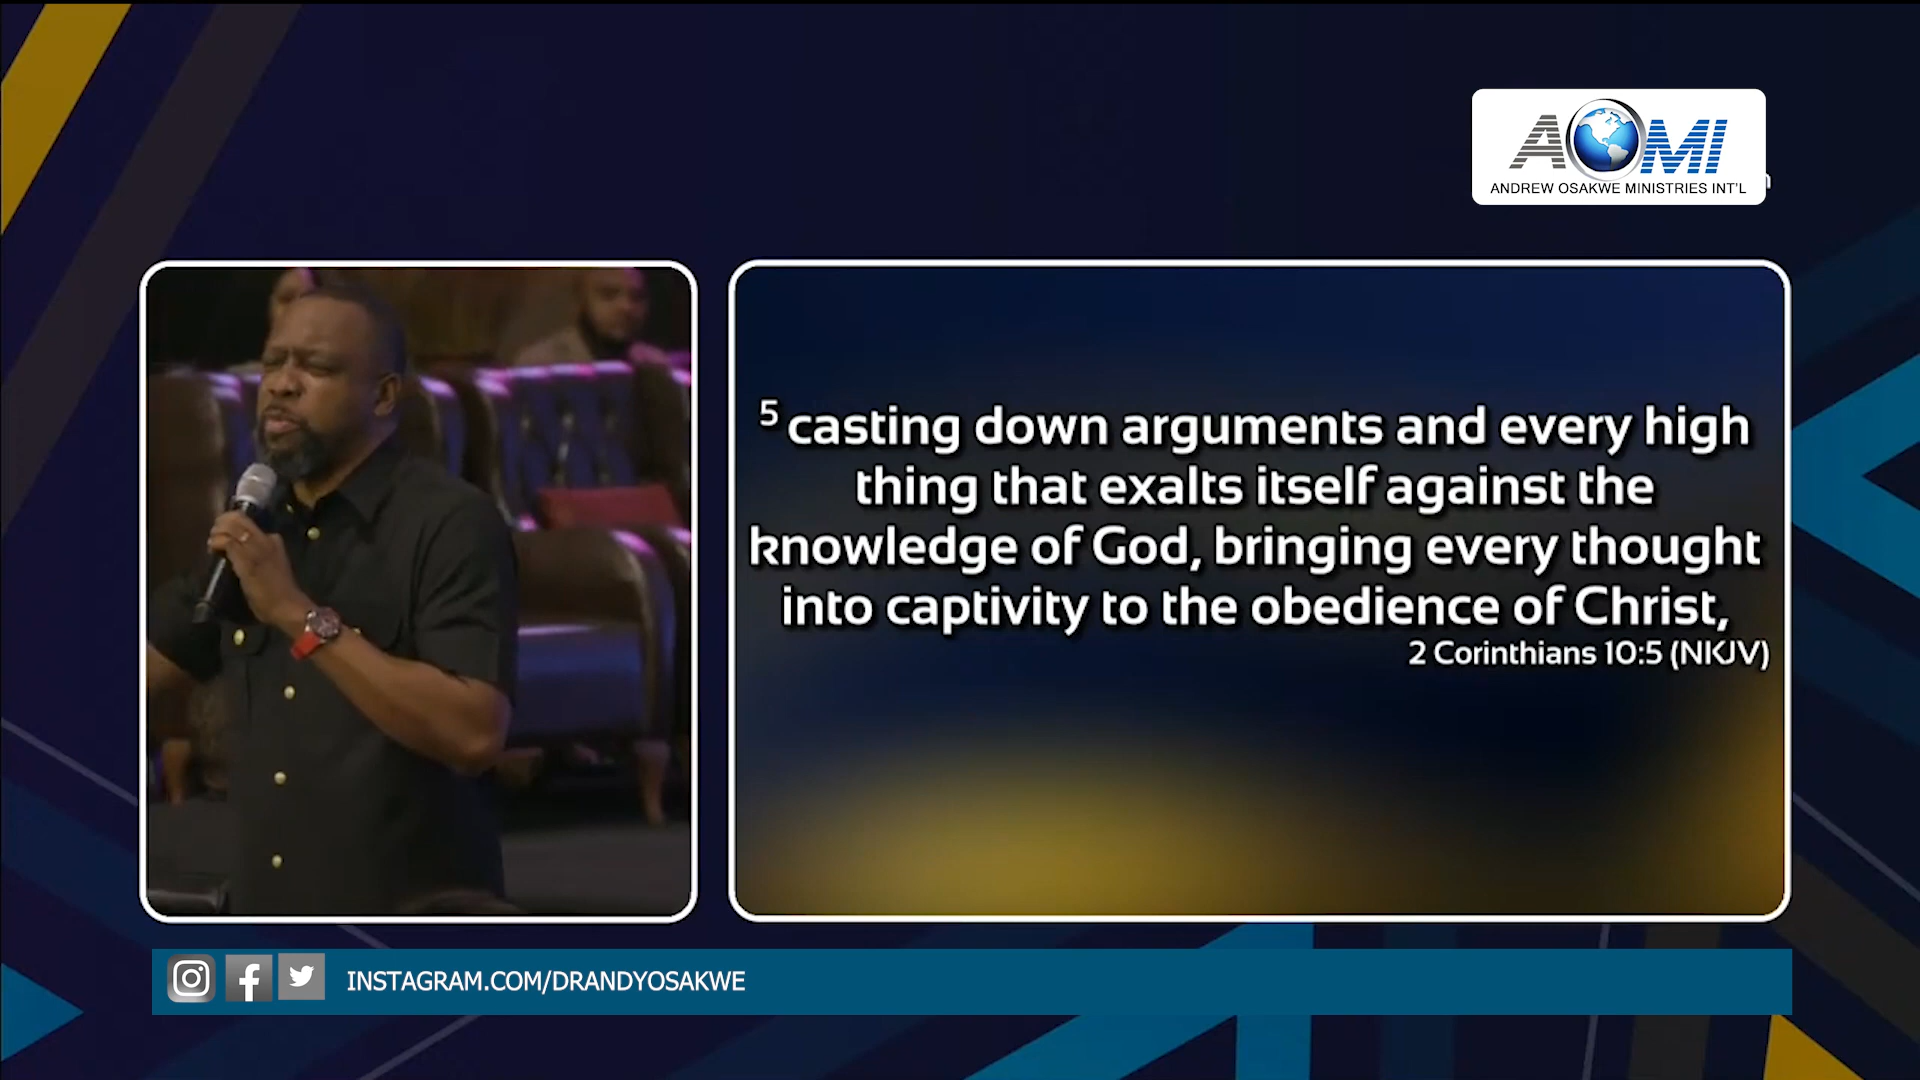 AOMI
ANDREW OSAKWE MINISTRIES INT'L
5 casting down arguments and every high
thing that exalts itself against the
knowledge of God, bringing every thought
into captivity to the obedience of Christ,
2 Corinthians 10:5 (NKJV)
INSTAGRAM.COM/DRANDYOSAKWE